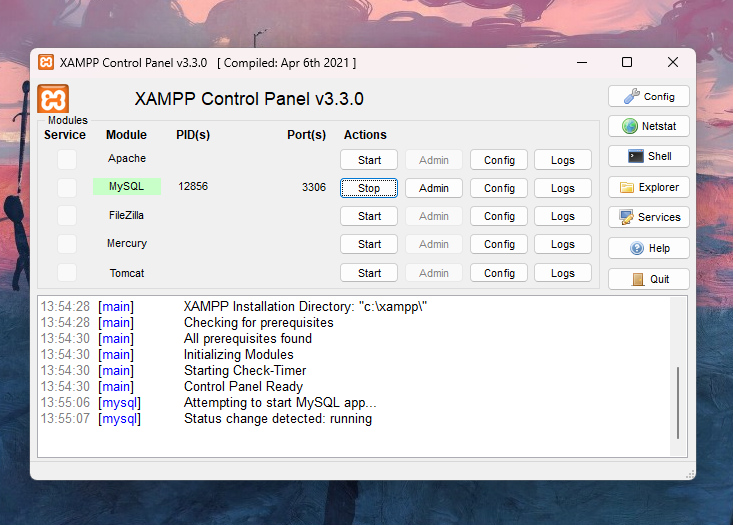 XAMPP Control Panel v3.3.0 [ Compiled: Apr 6th 2021 ]
XAMPP Control Panel v3.3.0
Modules
Service Module PID(s) Port(s) Actions
Apache Start Admin Config Logs
MySQL 12856 3306 Stop Admin Config Logs
FileZilla Start Admin Config Logs
Mercury Start Admin Config Logs
Tomcat Start Admin Config Logs
Config
Netstat
Shell
Explorer
Services
Help
Quit
13:54:28 [main] XAMPP Installation Directory: "c:\xampp\"
13:54:28 [main] Checking for prerequisites
13:54:30 [main] All prerequisites found
13:54:30 [main] Initializing Modules
13:54:30 [main] Starting Check-Timer
13:54:30 [main] Control Panel Ready
13:55:06 [mysql] Attempting to start MySQL app...
13:55:07 [mysql] Status change detected: running